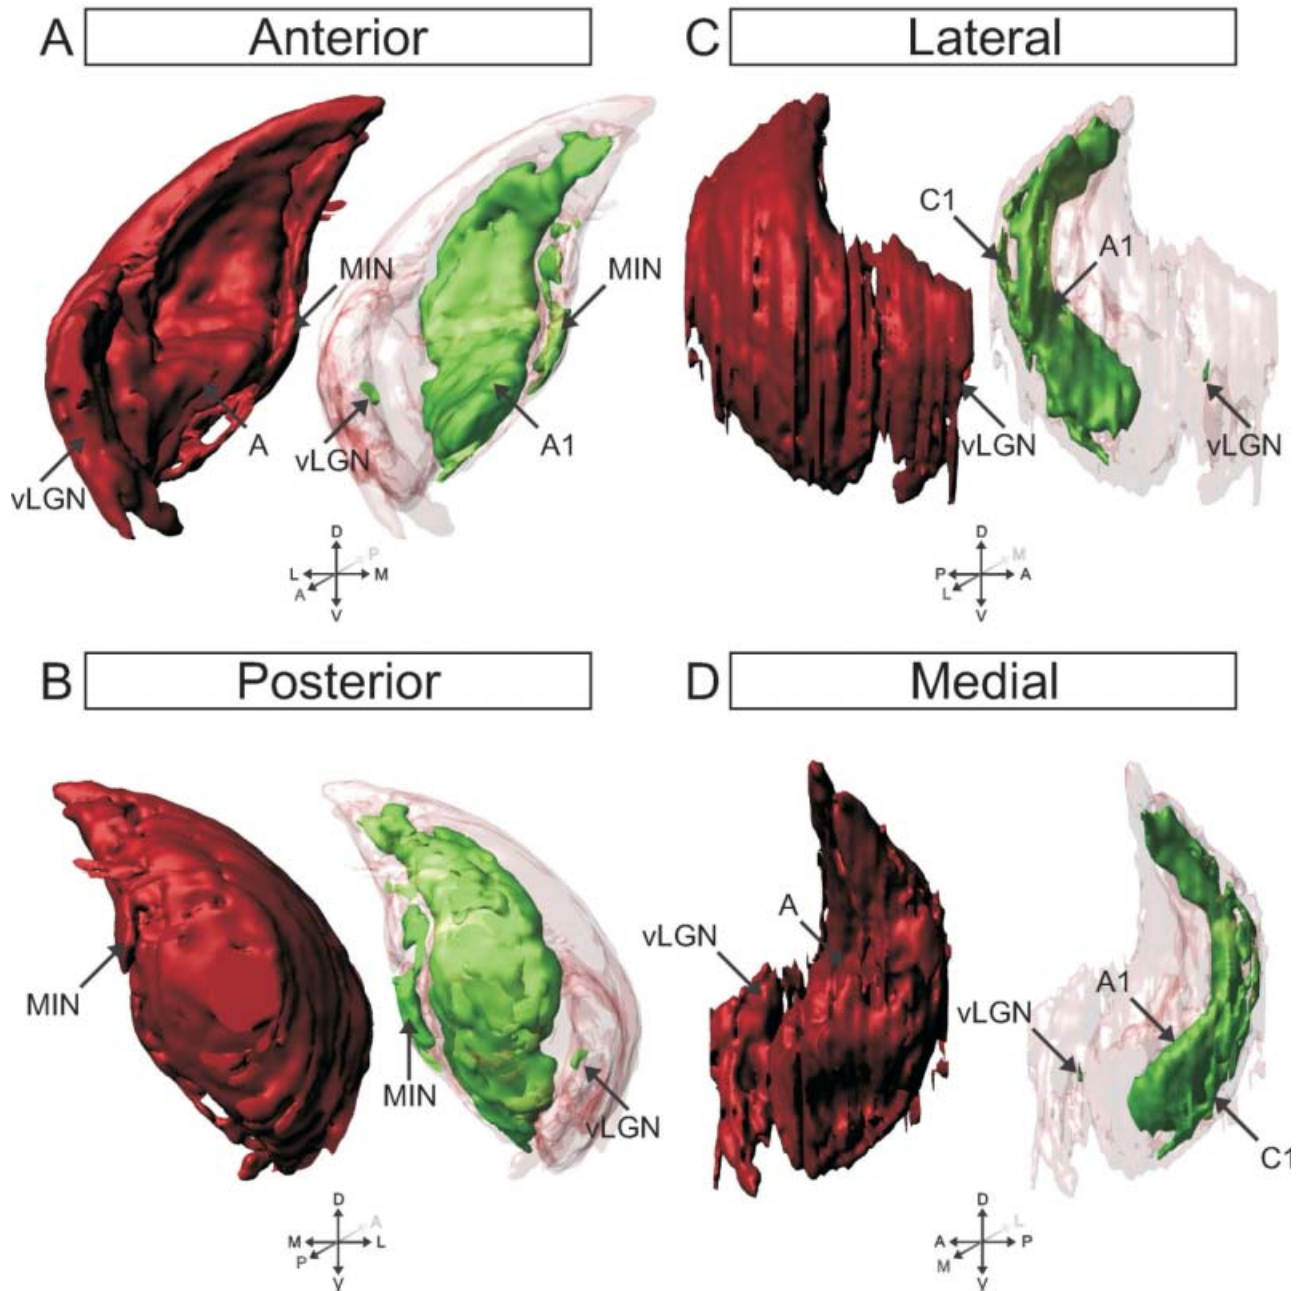 A Anterior
MIN
MIN
vLGN
A
vLGN
A1
D
P
L
M
A
V
C Lateral
C1
A1
vLGN
vLGN
D
M
P
A
L
V
B Posterior
MIN
MIN
vLGN
D
A
M
L
P
V
D Medial
A
vLGN
A1
vLGN
C1
D
L
A
P
M
V